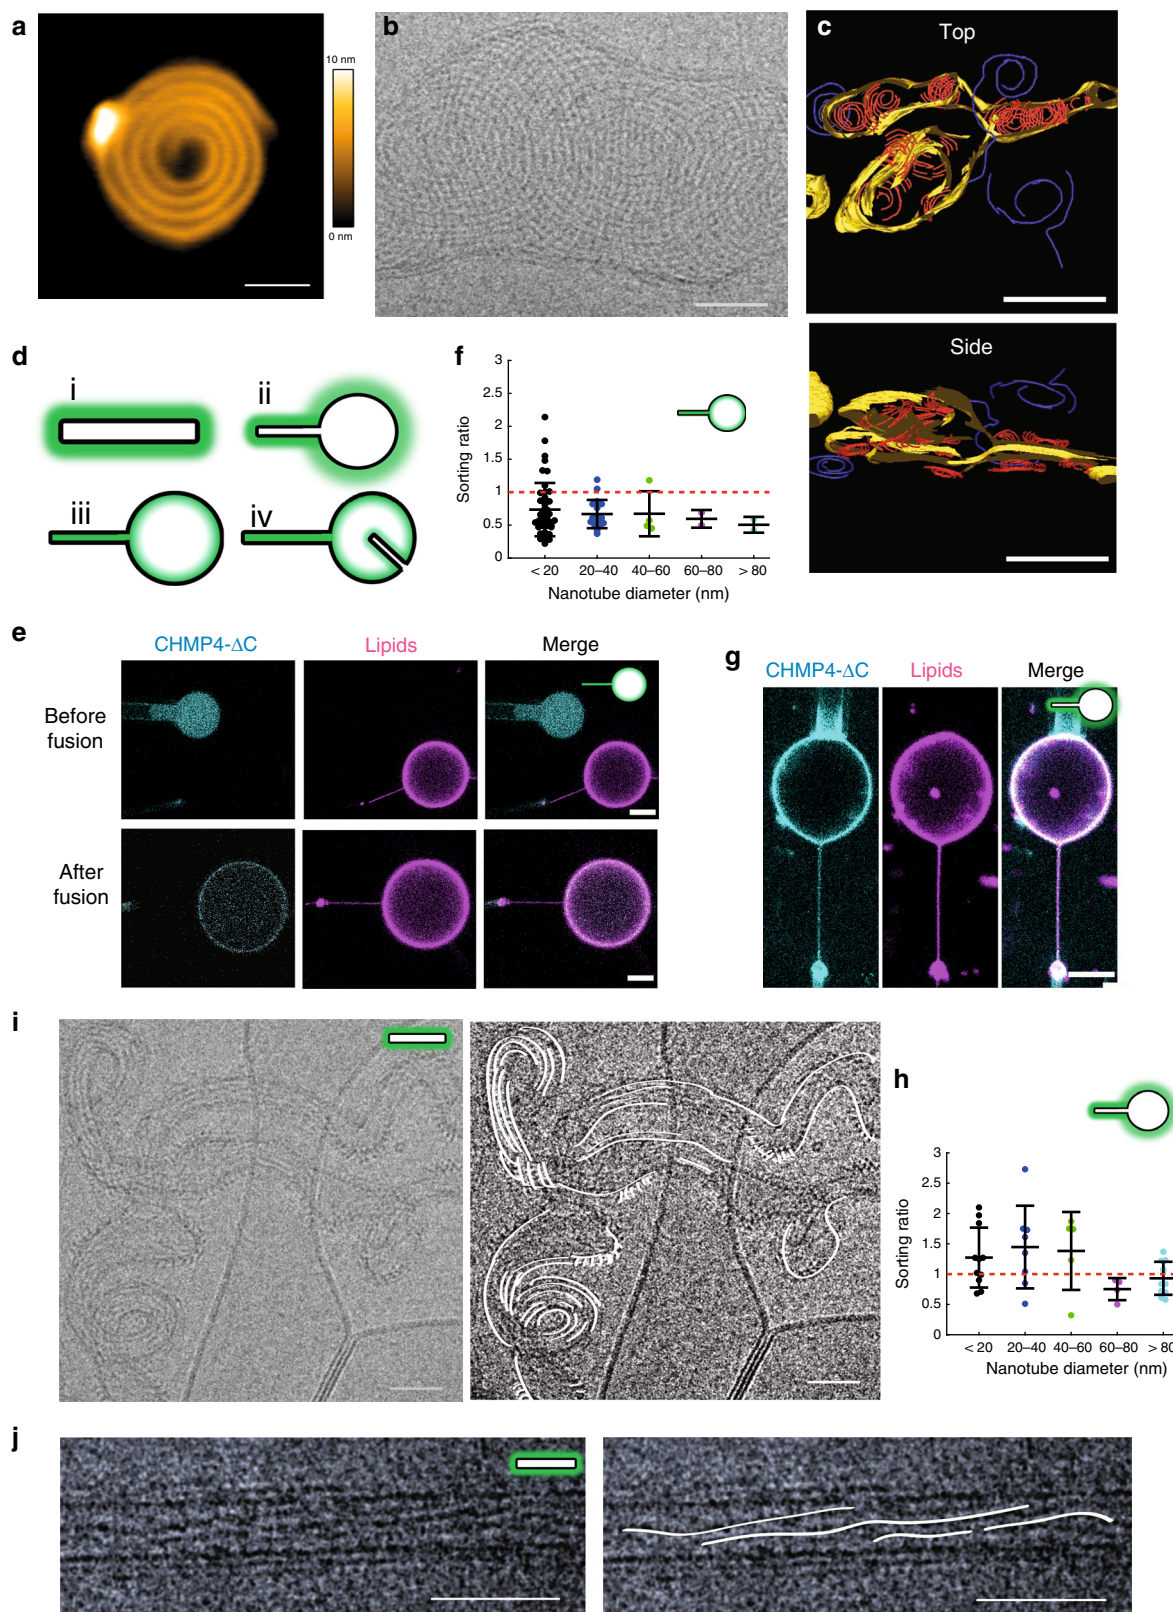 a
10 nm
0 nm
b
c
Top
Side
d
i
ii
iii
iv
f
3
2.5
2
1.5
1
0.5
0
Sorting ratio
< 20
20–40
40–60
60–80
> 80
Nanotube diameter (nm)
e
CHMP4-ΔC
Lipids
Merge
Before
fusion
After
fusion
g
CHMP4-ΔC
Lipids
Merge
i
h
3
2.5
2
1.5
1
0.5
0
Sorting ratio
< 20
20–40
40–60
60–80
> 80
Nanotube diameter (nm)
j